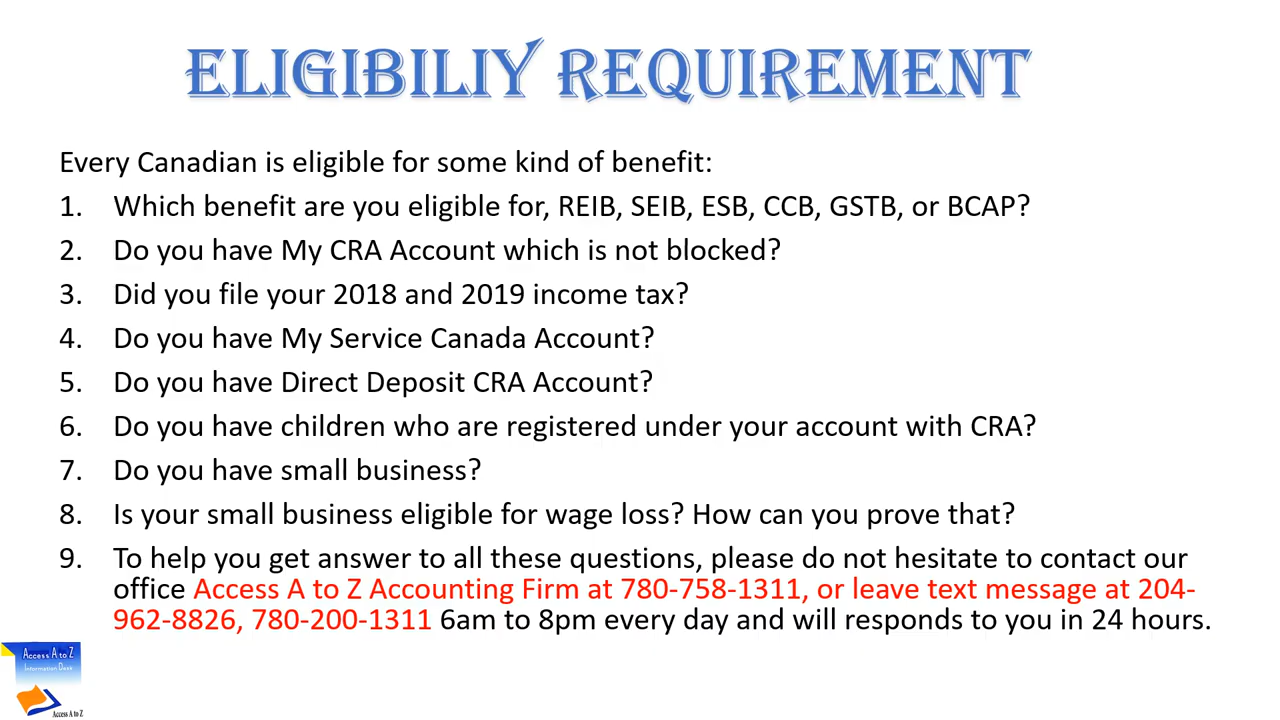 ELIGIBILIY REQUIREMENT
Every Canadian is eligible for some kind of benefit:
1. Which benefit are you eligible for, REIB, SEIB, ESB, CCB, GSTB, or BCAP?
2. Do you have My CRA Account which is not blocked?
3. Did you file your 2018 and 2019 income tax?
4. Do you have My Service Canada Account?
5. Do you have Direct Deposit CRA Account?
6. Do you have children who are registered under your account with CRA?
7. Do you have small business?
8. Is your small business eligible for wage loss? How can you prove that?
9. To help you get answer to all these questions, please do not hesitate to contact our
office Access A to Z Accounting Firm at 780-758-1311, or leave text message at 204-
962-8826, 780-200-1311 6am to 8pm every day and will responds to you in 24 hours.
Access A to Z
Information Desk
Access A to Z